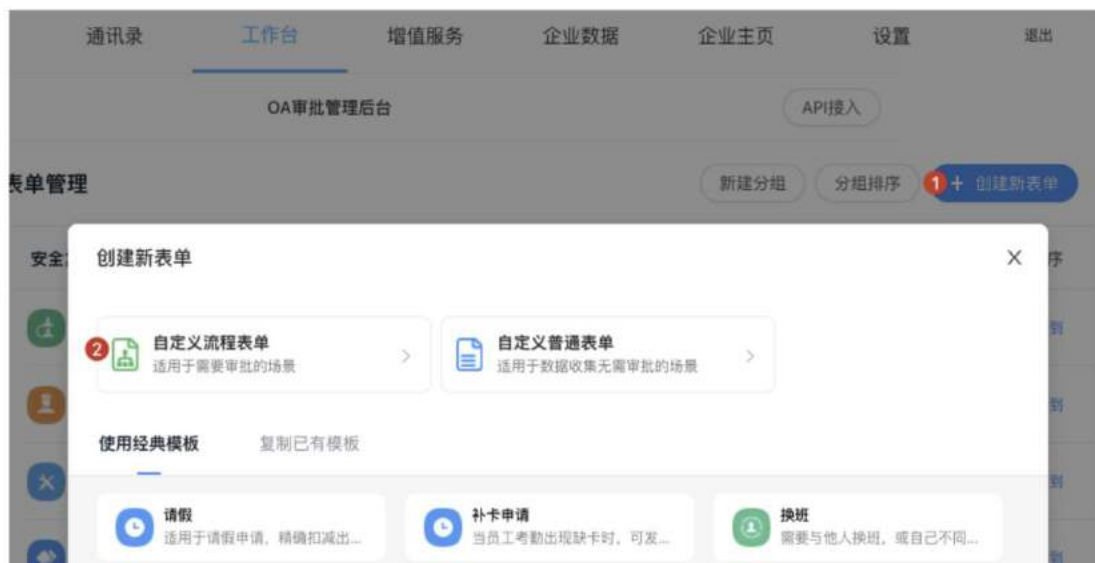 通讯录 工作台 增值服务 企业数据 企业主页 设置 退出
OA审批管理后台 API接入
表单管理 新建分组 分组排序 1 + 创建新表单
安全 创建新表单 X 序
2 自定义流程表单 > 自定义普通表单 >
适用于需要审批的场景 适用于数据收集无需审批的场景
到
到
使用经典模板 复制已有模板
到
请假 补卡申请 换班
适用于请假申请，精确扣减出... 当员工考勤出现缺卡时，可发... 需要与他人换班，或自己不同...
到